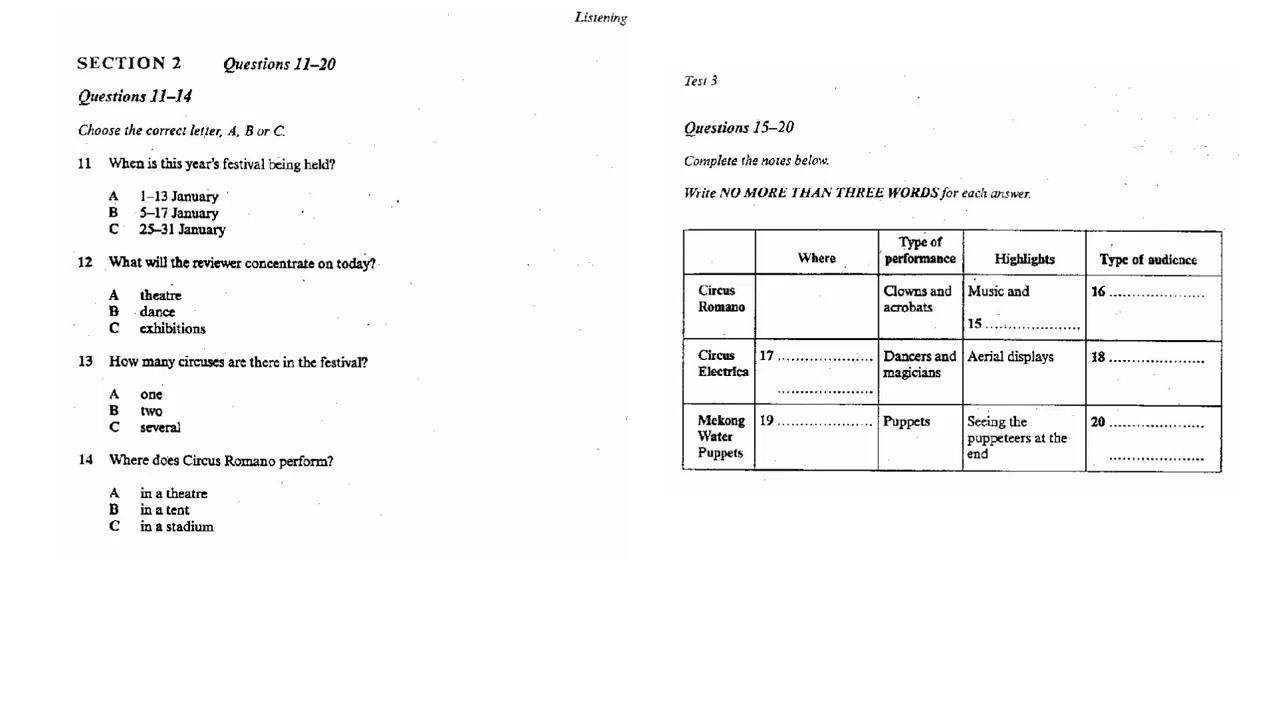 Listening
SECTION 2 Questions 11–20
Questions 11–14
Choose the correct letter, A, B or C.
11 When is this year's festival being held?
A 1–13 January
B 5–17 January
C 25–31 January
12 What will the reviewer concentrate on today?
A theatre
B dance
C exhibitions
13 How many circuses are there in the festival?
A one
B two
C several
14 Where does Circus Romano perform?
A in a theatre
B in a tent
C in a stadium
Test 3
Questions 15–20
Complete the notes below.
Write NO MORE THAN THREE WORDS for each answer.
Where
Type of
performance
Highlights
Type of audience
Circus
Romano
Clowns and
acrobats
Music and
15 .....................
16 .....................
Circus
Electrica
17 .....................
.....................
Dancers and
magicians
Aerial displays
18 .....................
Mekong
Water
Puppets
19 .....................
Puppets
Seeing the
puppeteers at the
end
20 .....................
.....................